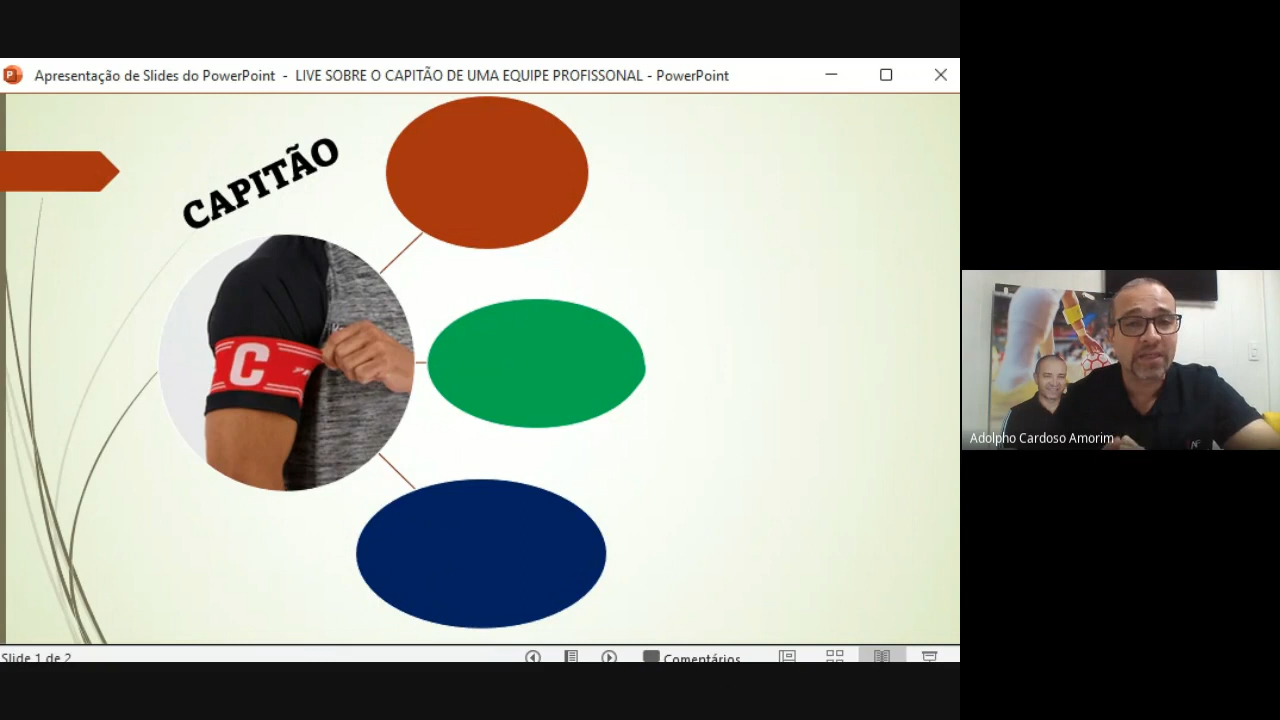 Apresentação de Slides do PowerPoint - LIVE SOBRE O CAPITÃO DE UMA EQUIPE PROFISSONAL - PowerPoint
CAPITÃO
C
Adolpho Cardoso Amorim
Slide 1 de 2
Comentários